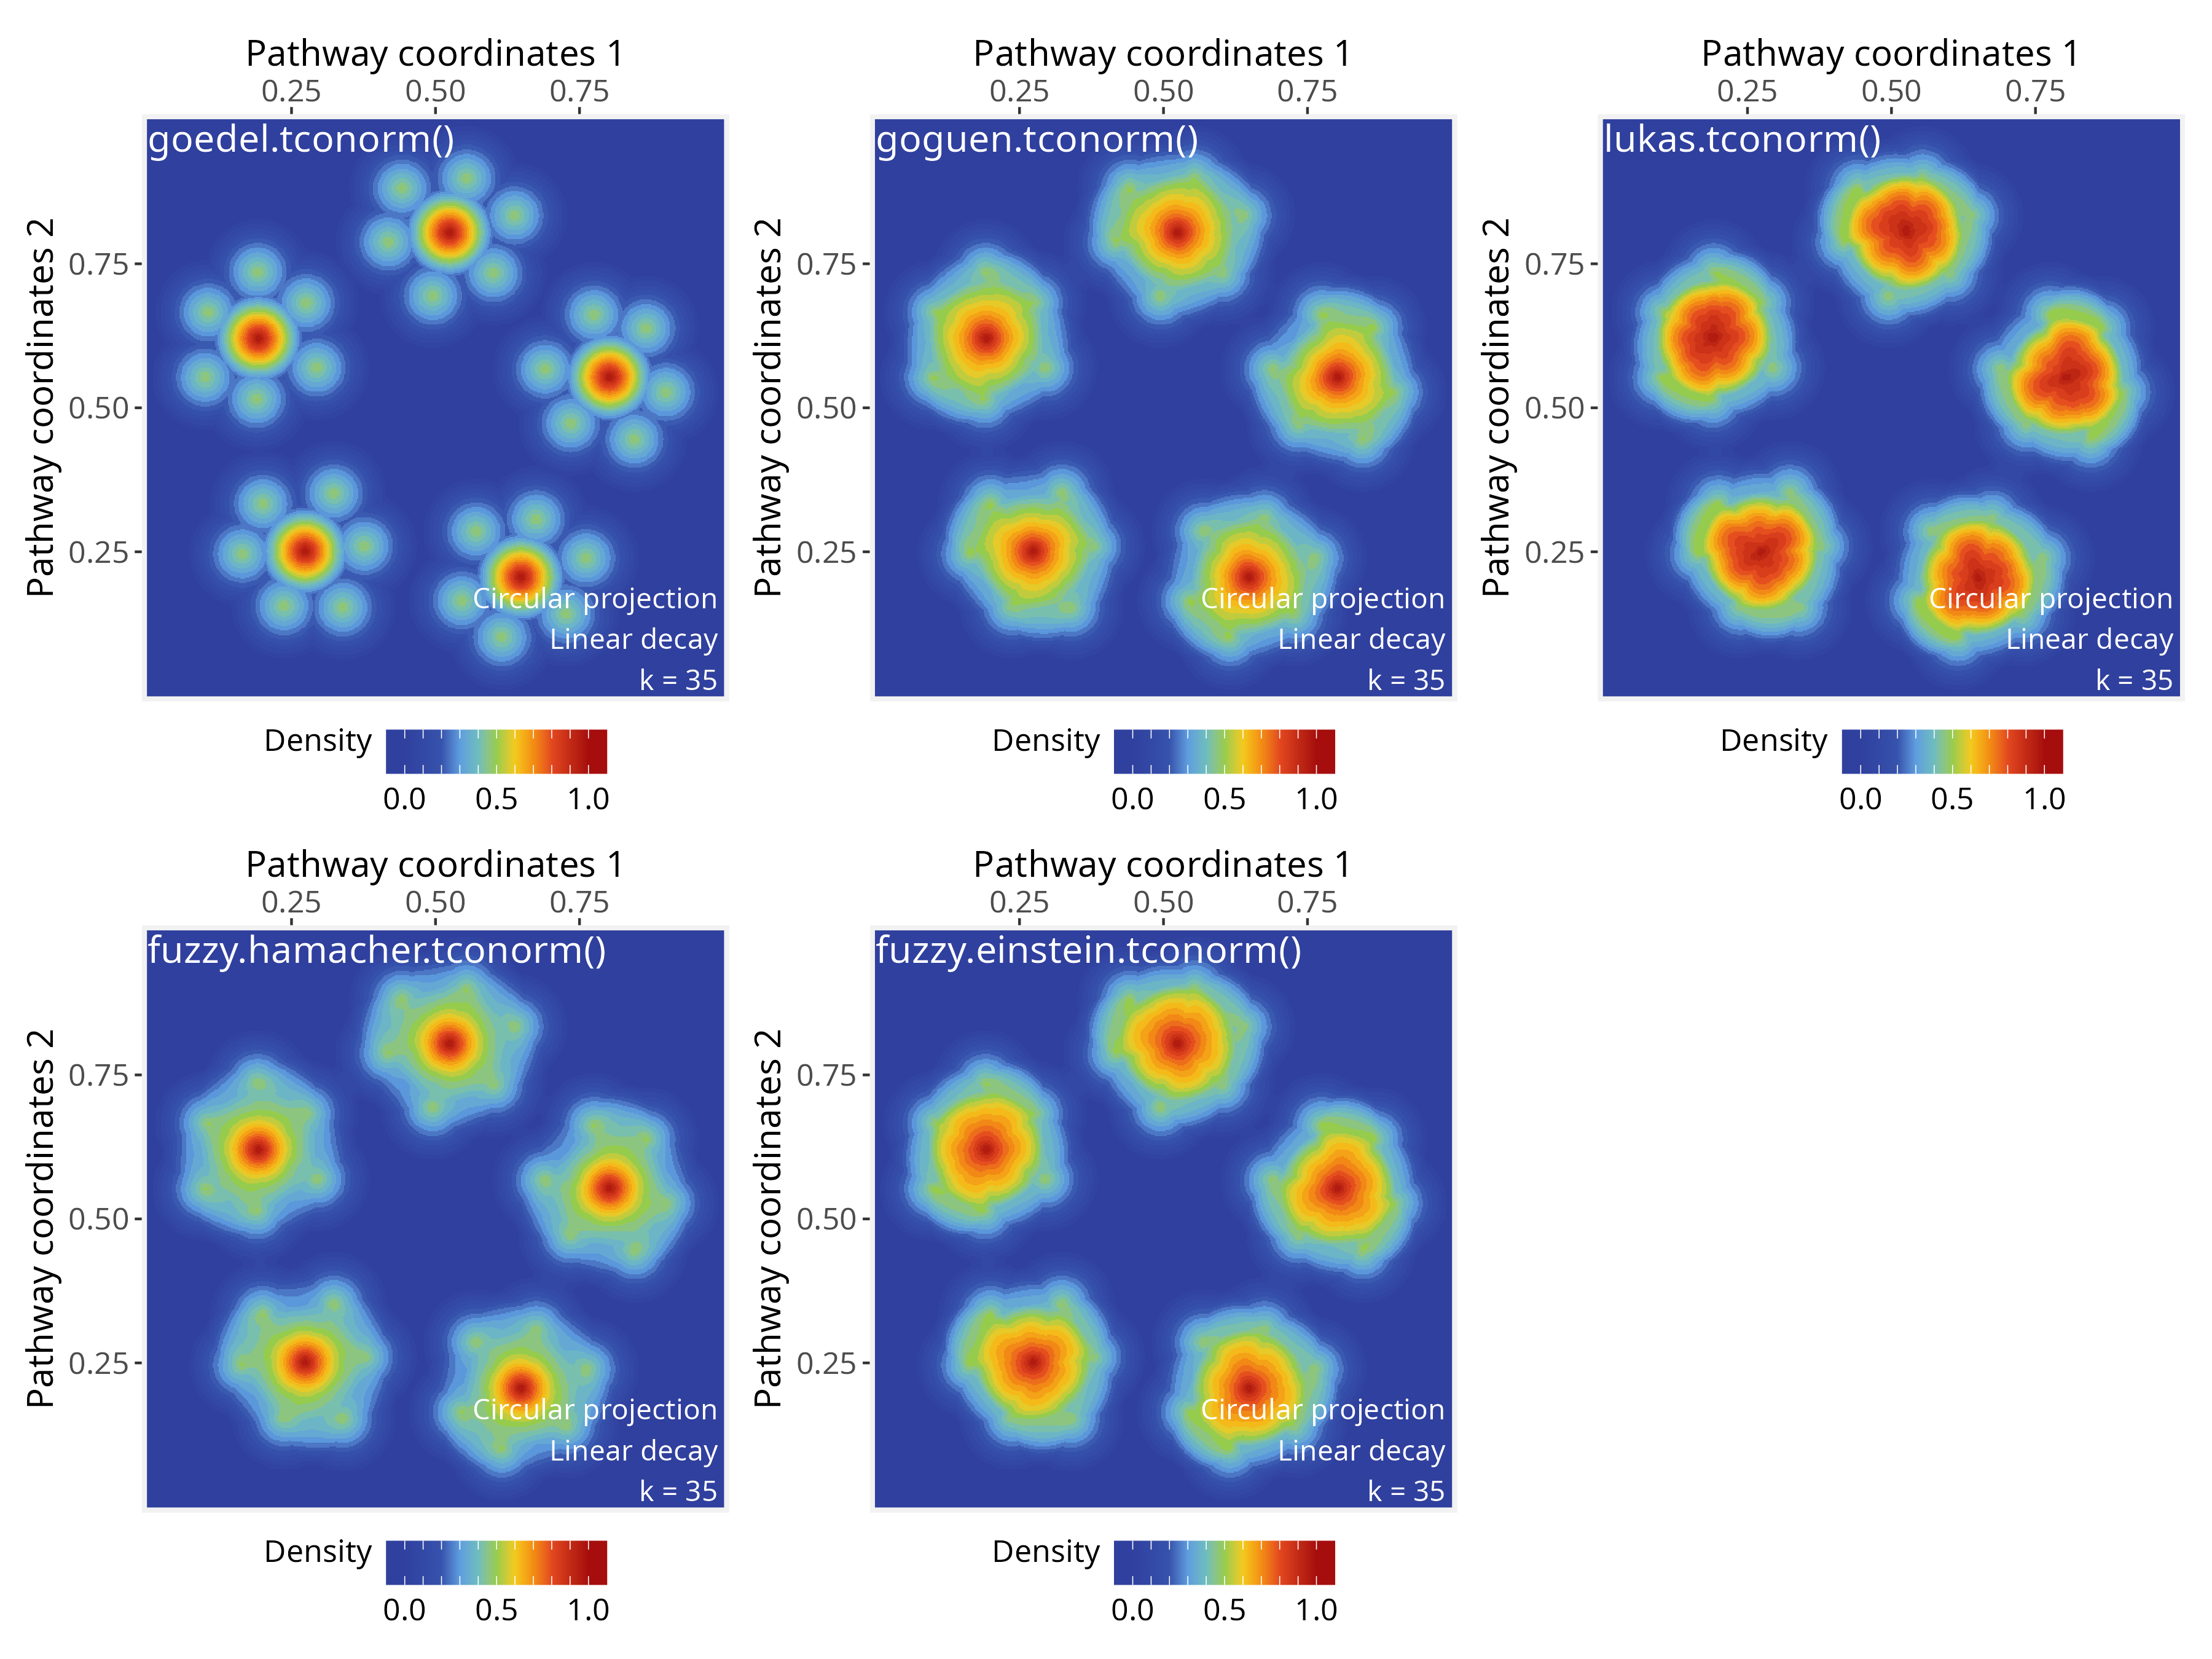 Pathway coordinates 1
0.25 0.50 0.75
goedel.tconorm()
Pathway coordinates 2
0.75
0.50
0.25
Circular projection
Linear decay
k = 35
Density
0.0 0.5 1.0
Pathway coordinates 1
0.25 0.50 0.75
goguen.tconorm()
Pathway coordinates 2
0.75
0.50
0.25
Circular projection
Linear decay
k = 35
Density
0.0 0.5 1.0
Pathway coordinates 1
0.25 0.50 0.75
lukas.tconorm()
Pathway coordinates 2
0.75
0.50
0.25
Circular projection
Linear decay
k = 35
Density
0.0 0.5 1.0
Pathway coordinates 1
0.25 0.50 0.75
fuzzy.hamacher.tconorm()
Pathway coordinates 2
0.75
0.50
0.25
Circular projection
Linear decay
k = 35
Density
0.0 0.5 1.0
Pathway coordinates 1
0.25 0.50 0.75
fuzzy.einstein.tconorm()
Pathway coordinates 2
0.75
0.50
0.25
Circular projection
Linear decay
k = 35
Density
0.0 0.5 1.0